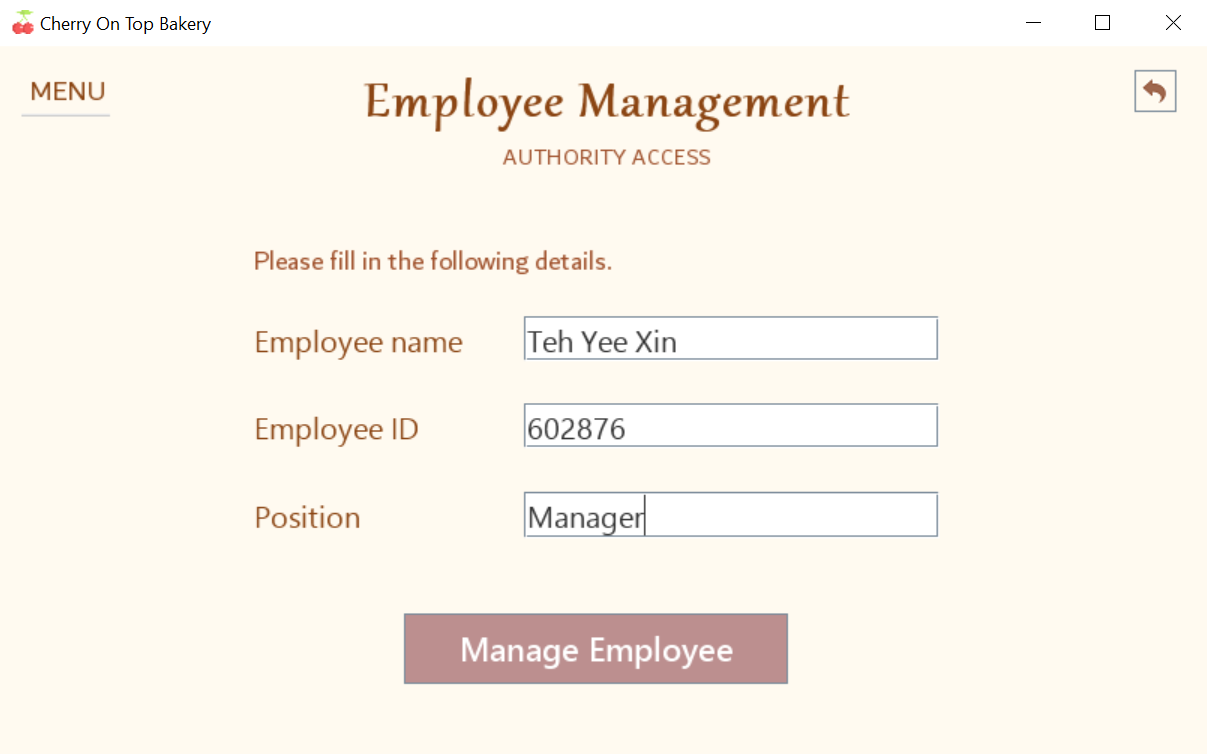 Cherry On Top Bakery
MENU
Employee Management
AUTHORITY ACCESS
Please fill in the following details.
Employee name Teh Yee Xin
Employee ID 602876
Position Manager
Manage Employee